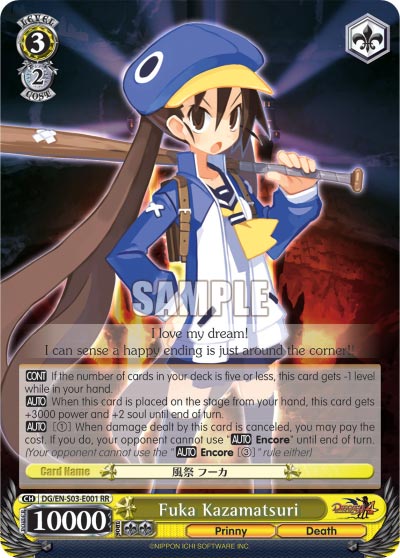 LEVEL
3
2
COST
SAMPLE
I love my dream!
I can sense a happy ending is just around the corner!!
CONT If the number of cards in your deck is five or less, this card gets -1 level
while in your hand.
AUTO When this card is placed on the stage from your hand, this card gets
+3000 power and +2 soul until end of turn.
AUTO [①] When damage dealt by this card is canceled, you may pay the
cost. If you do, your opponent cannot use "AUTO Encore" until end of turn.
(Your opponent cannot use the "AUTO Encore [③]" rule either)
Card Name
風祭 フーカ
CH DG/EN-S03-E001 RR
Fuka Kazamatsuri
POWER
10000
SOUL
Prinny
Death
©NIPPON ICHI SOFTWARE INC.